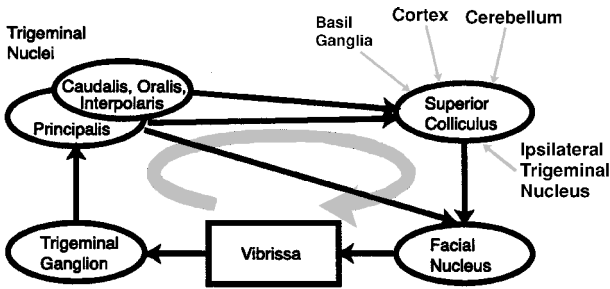 Trigeminal
Nuclei
Basil
Ganglia
Cortex
Cerebellum
Caudalis, Oralis,
Interpolaris
Principalis
Superior
Colliculus
Ipsilateral
Trigeminal
Nucleus
Trigeminal
Ganglion
Vibrissa
Facial
Nucleus